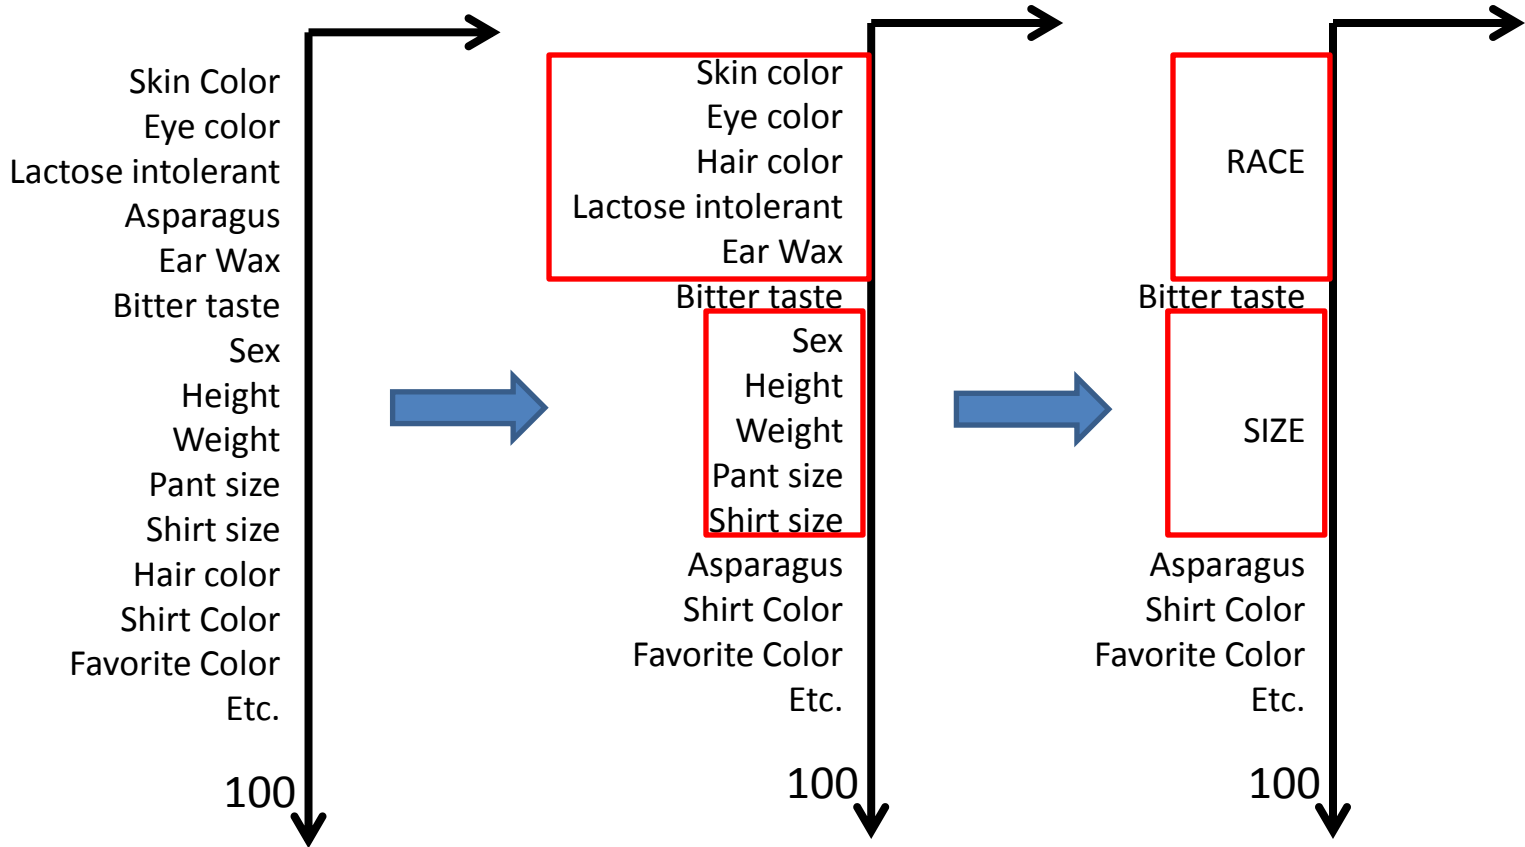 Skin Color
Eye color
Lactose intolerant
Asparagus
Ear Wax
Bitter taste
Sex
Height
Weight
Pant size
Shirt size
Hair color
Shirt Color
Favorite Color
Etc.
100
Skin color
Eye color
Hair color
Lactose intolerant
Ear Wax
Bitter taste
Sex
Height
Weight
Pant size
Shirt size
Asparagus
Shirt Color
Favorite Color
Etc.
100
RACE
Bitter taste
SIZE
Asparagus
Shirt Color
Favorite Color
Etc.
100